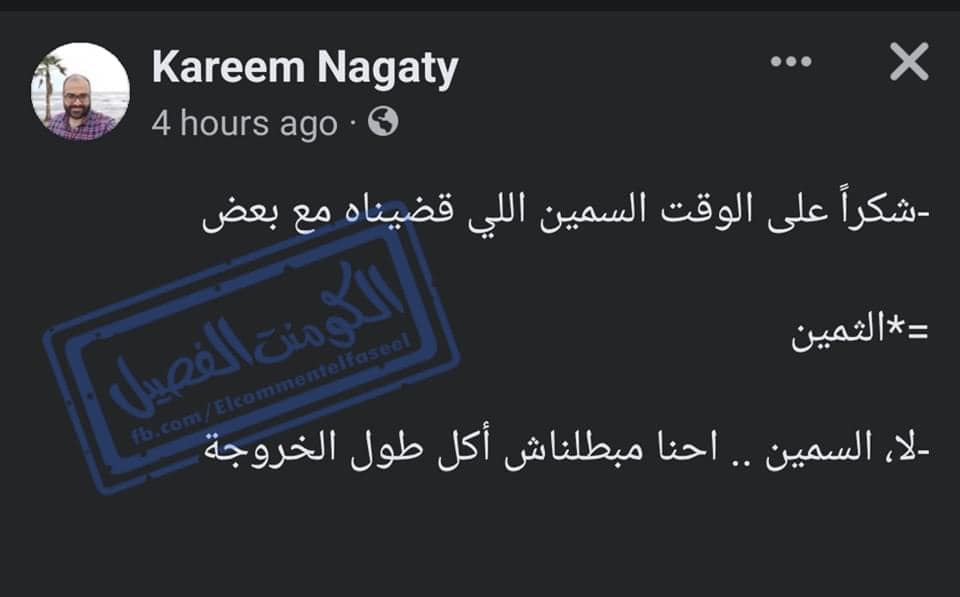 Kareem Nagaty
4 hours ago ·
-شكراً على الوقت السمين اللي قضيناه مع بعض
=*الثمين
-لا، السمين .. احنا مبطلناش أكل طول الخروجة
الكومنت الفصيل
fb.com/Elcommentelfaseel